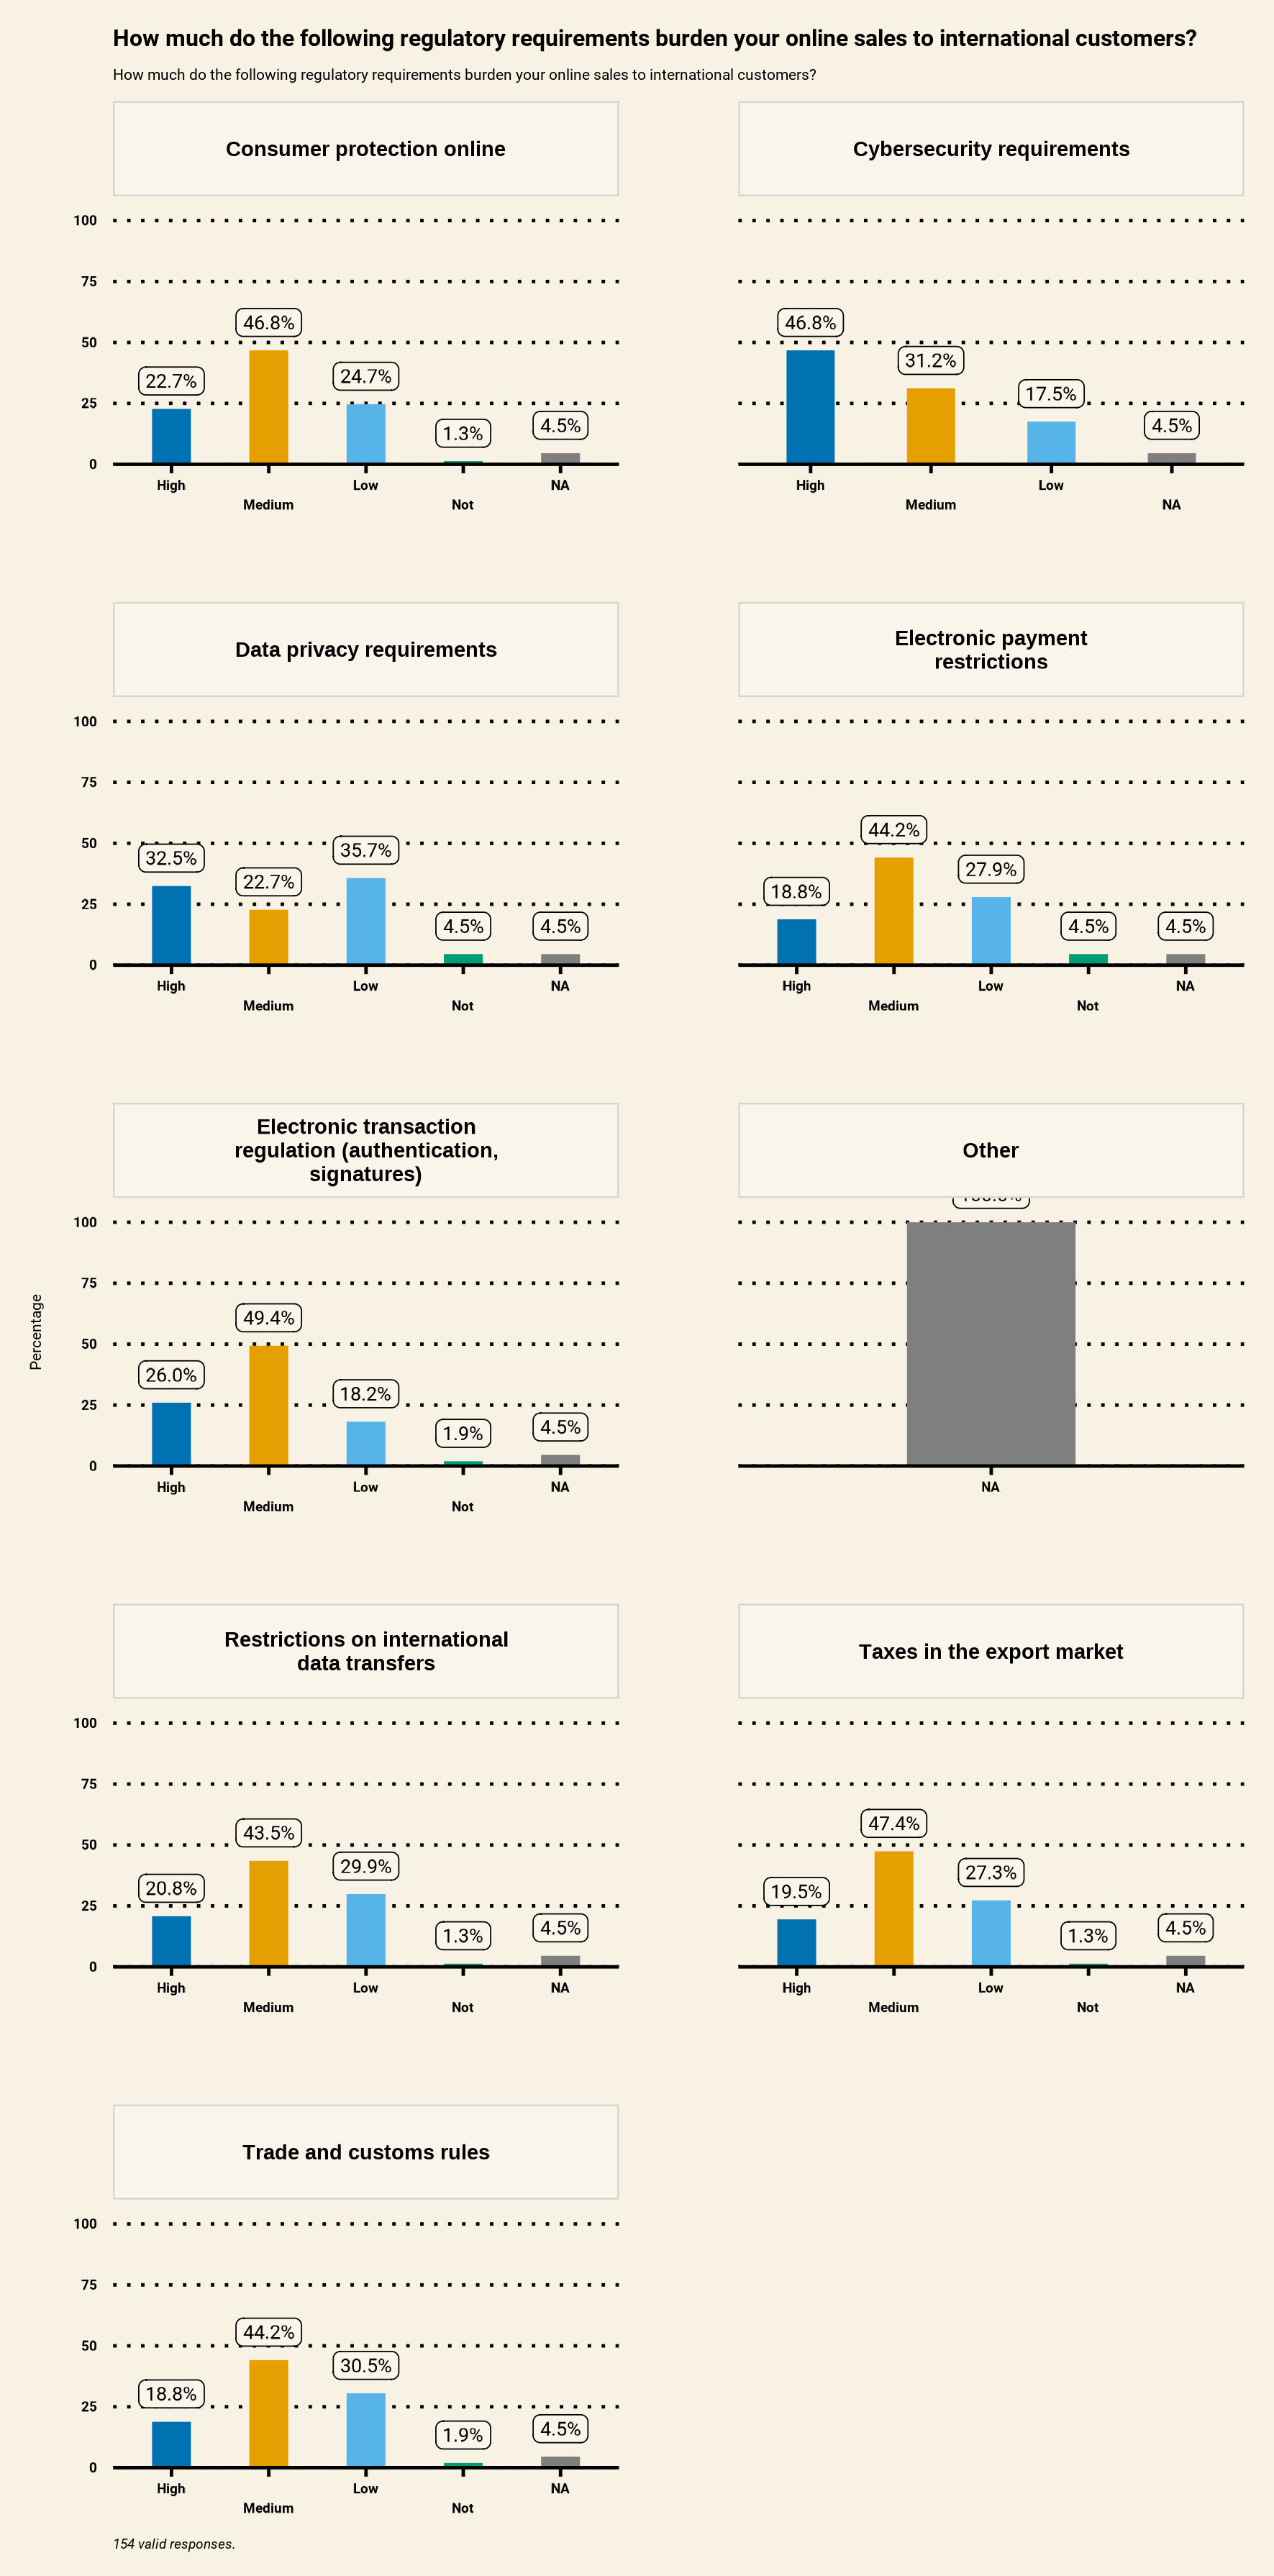 How much do the following regulatory requirements burden your online sales to international customers?
How much do the following regulatory requirements burden your online sales to international customers?
Consumer protection online
100
75
50
25
0
22.7%
46.8%
24.7%
1.3%
4.5%
High
Medium
Low
Not
NA
Cybersecurity requirements
46.8%
31.2%
17.5%
4.5%
High
Medium
Low
NA
Data privacy requirements
100
75
50
25
0
32.5%
22.7%
35.7%
4.5%
4.5%
High
Medium
Low
Not
NA
Electronic payment
restrictions
18.8%
44.2%
27.9%
4.5%
4.5%
High
Medium
Low
Not
NA
Percentage
Electronic transaction
regulation (authentication,
signatures)
100
75
50
25
0
26.0%
49.4%
18.2%
1.9%
4.5%
High
Medium
Low
Not
NA
Other
NA
Restrictions on international
data transfers
100
75
50
25
0
20.8%
43.5%
29.9%
1.3%
4.5%
High
Medium
Low
Not
NA
Taxes in the export market
19.5%
47.4%
27.3%
1.3%
4.5%
High
Medium
Low
Not
NA
Trade and customs rules
100
75
50
25
0
18.8%
44.2%
30.5%
1.9%
4.5%
High
Medium
Low
Not
NA
154 valid responses.